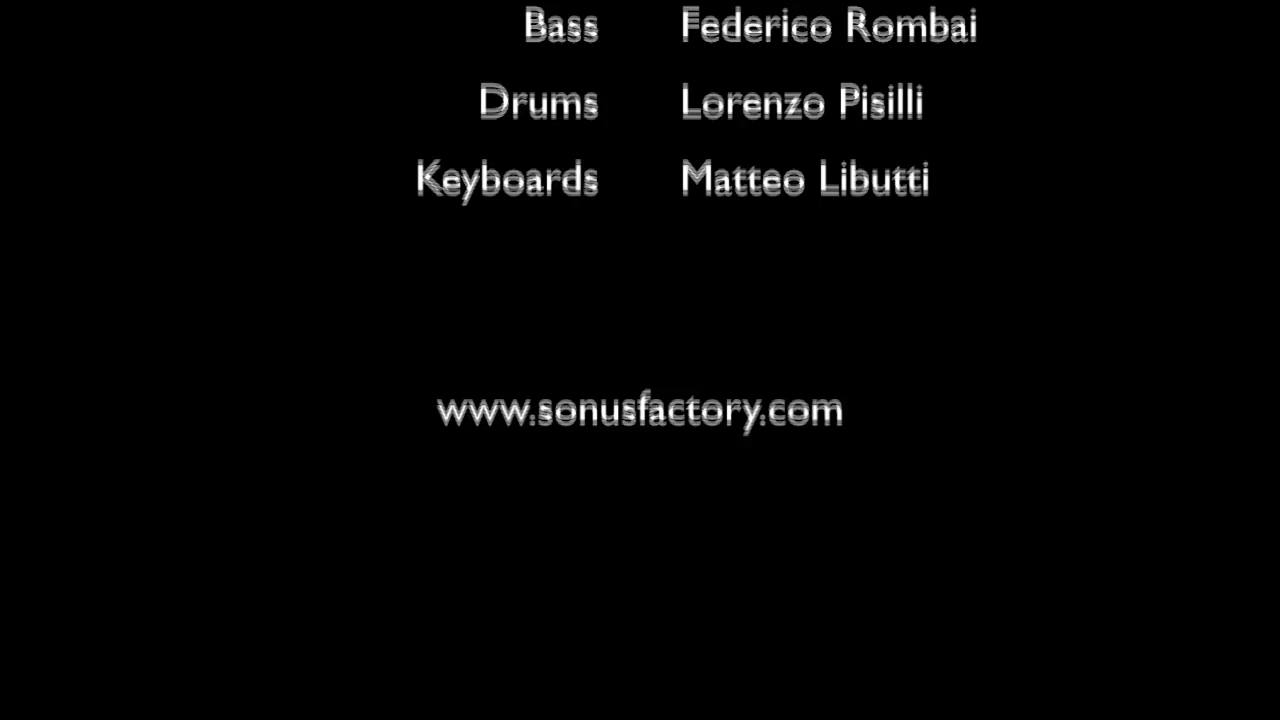 Bass Federico Rombai
Drums Lorenzo Pisilli
Keyboards Matteo Libutti
www.sonusfactory.com